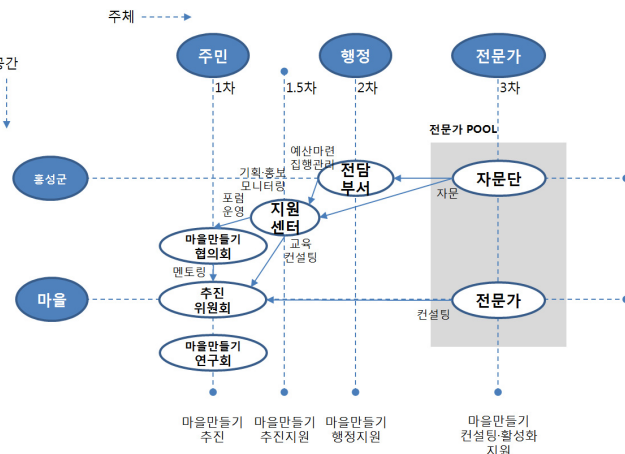 주체
공간
주민
행정
전문가
1차
1.5차
2차
3차
전문가 POOL
예산마련
집행관리
기획·홍보
모니터링
전담
부서
자문단
홍성군
포럼
운영
지원
센터
자문
마을만들기
협의회
교육
컨설팅
멘토링
마을
추진
위원회
전문가
컨설팅
마을만들기
연구회
마을만들기
추진
마을만들기
추진지원
마을만들기
행정지원
마을만들기
컨설팅·활성화
지원